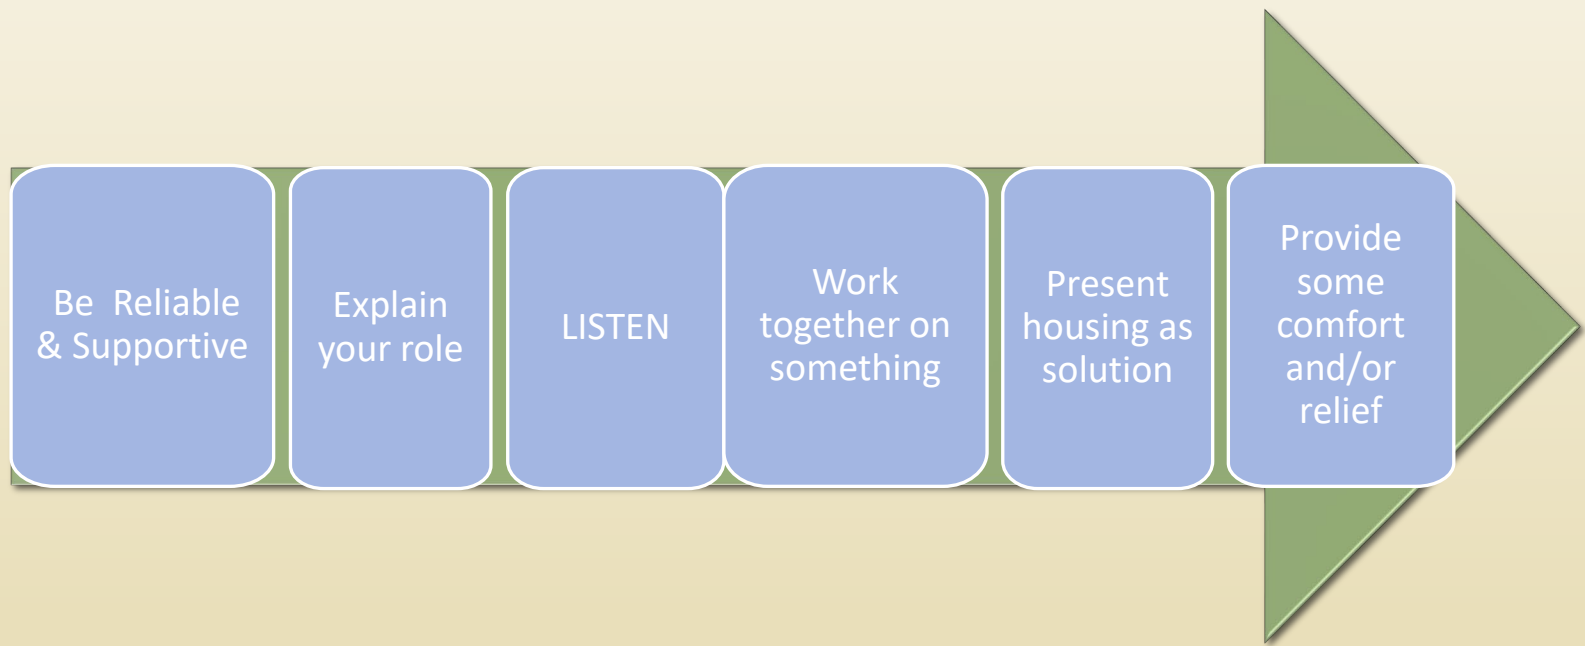 Be  Reliable
& Supportive
Explain
your role
LISTEN
Work
together on
something
Present
housing as
solution
Provide
some
comfort
and/or
relief